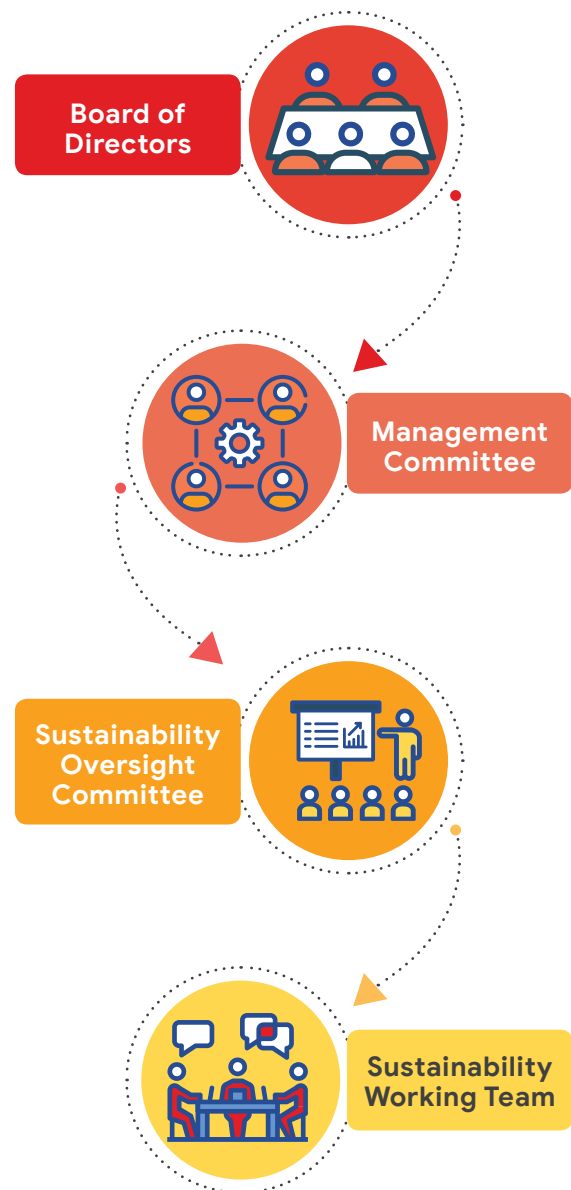 Board of
Directors
Management
Committee
Sustainability
Oversight
Committee
Sustainability
Working Team